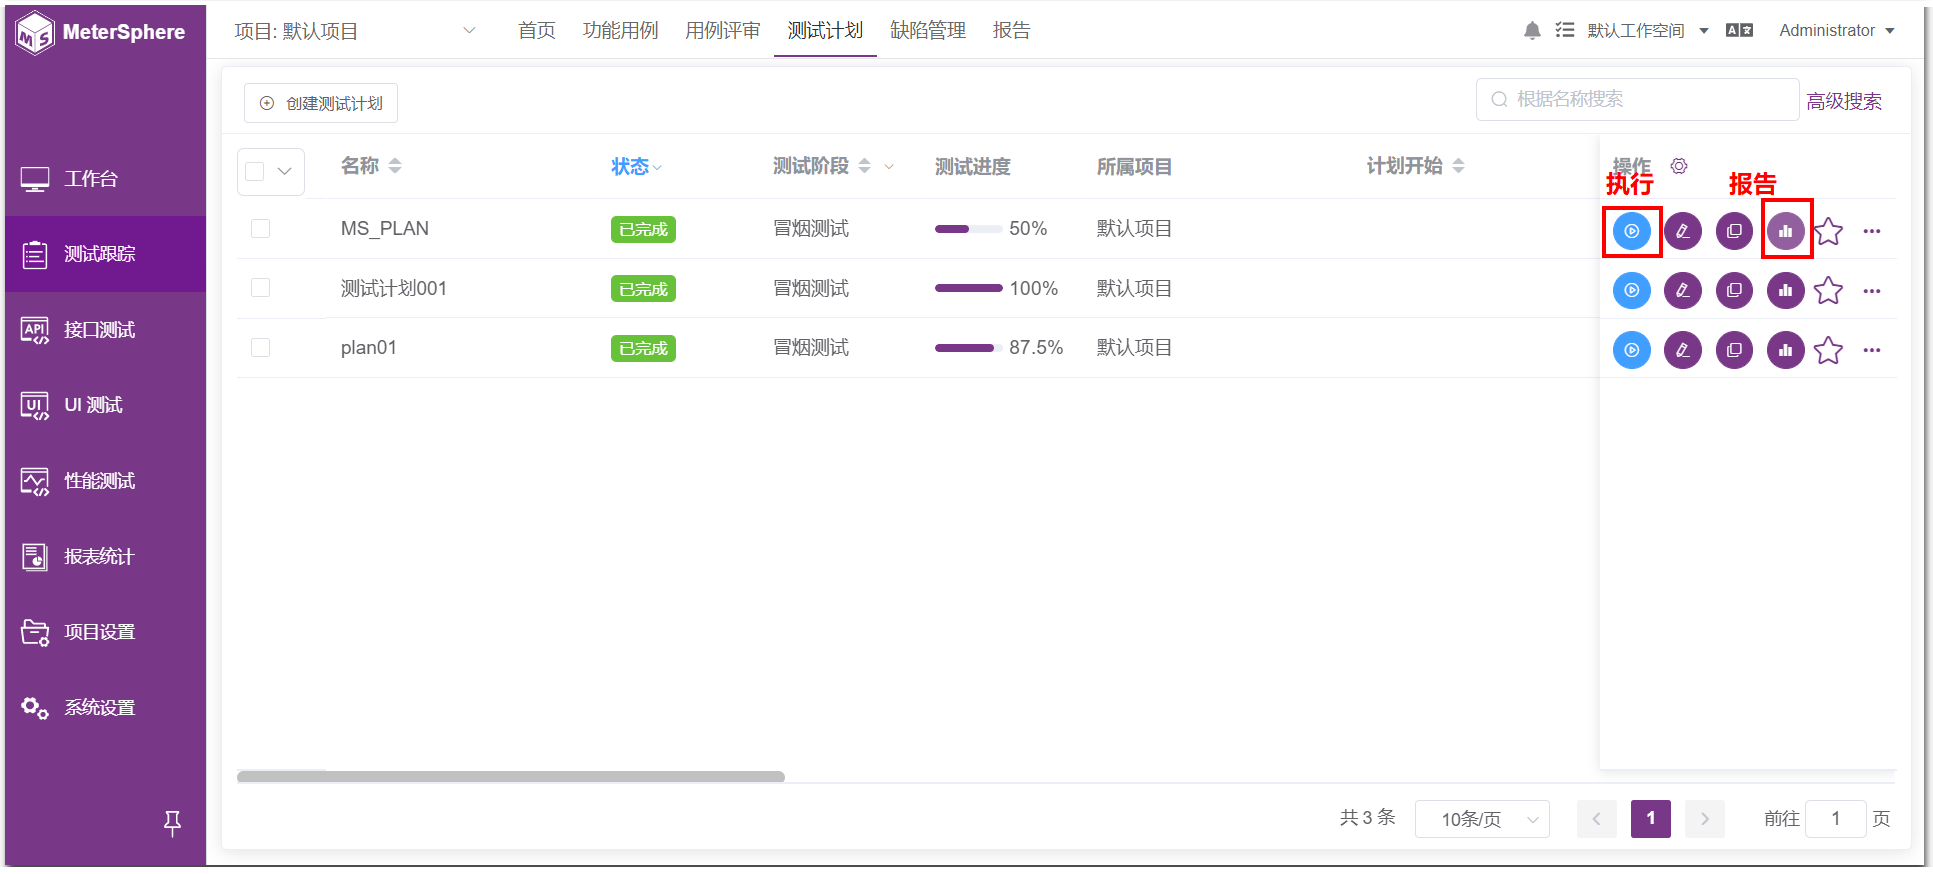 MeterSphere
项目: 默认项目
首页
功能用例
用例评审
测试计划
缺陷管理
报告
默认工作空间
Administrator
创建测试计划
根据名称搜索
高级搜索
工作台
测试跟踪
接口测试
UI 测试
性能测试
报表统计
项目设置
系统设置
名称
状态
测试阶段
测试进度
所属项目
计划开始
操作
执行
报告
MS_PLAN
已完成
冒烟测试
50%
默认项目
测试计划001
已完成
冒烟测试
100%
默认项目
plan01
已完成
冒烟测试
87.5%
默认项目
共 3 条
10条/页
1
前往
1
页